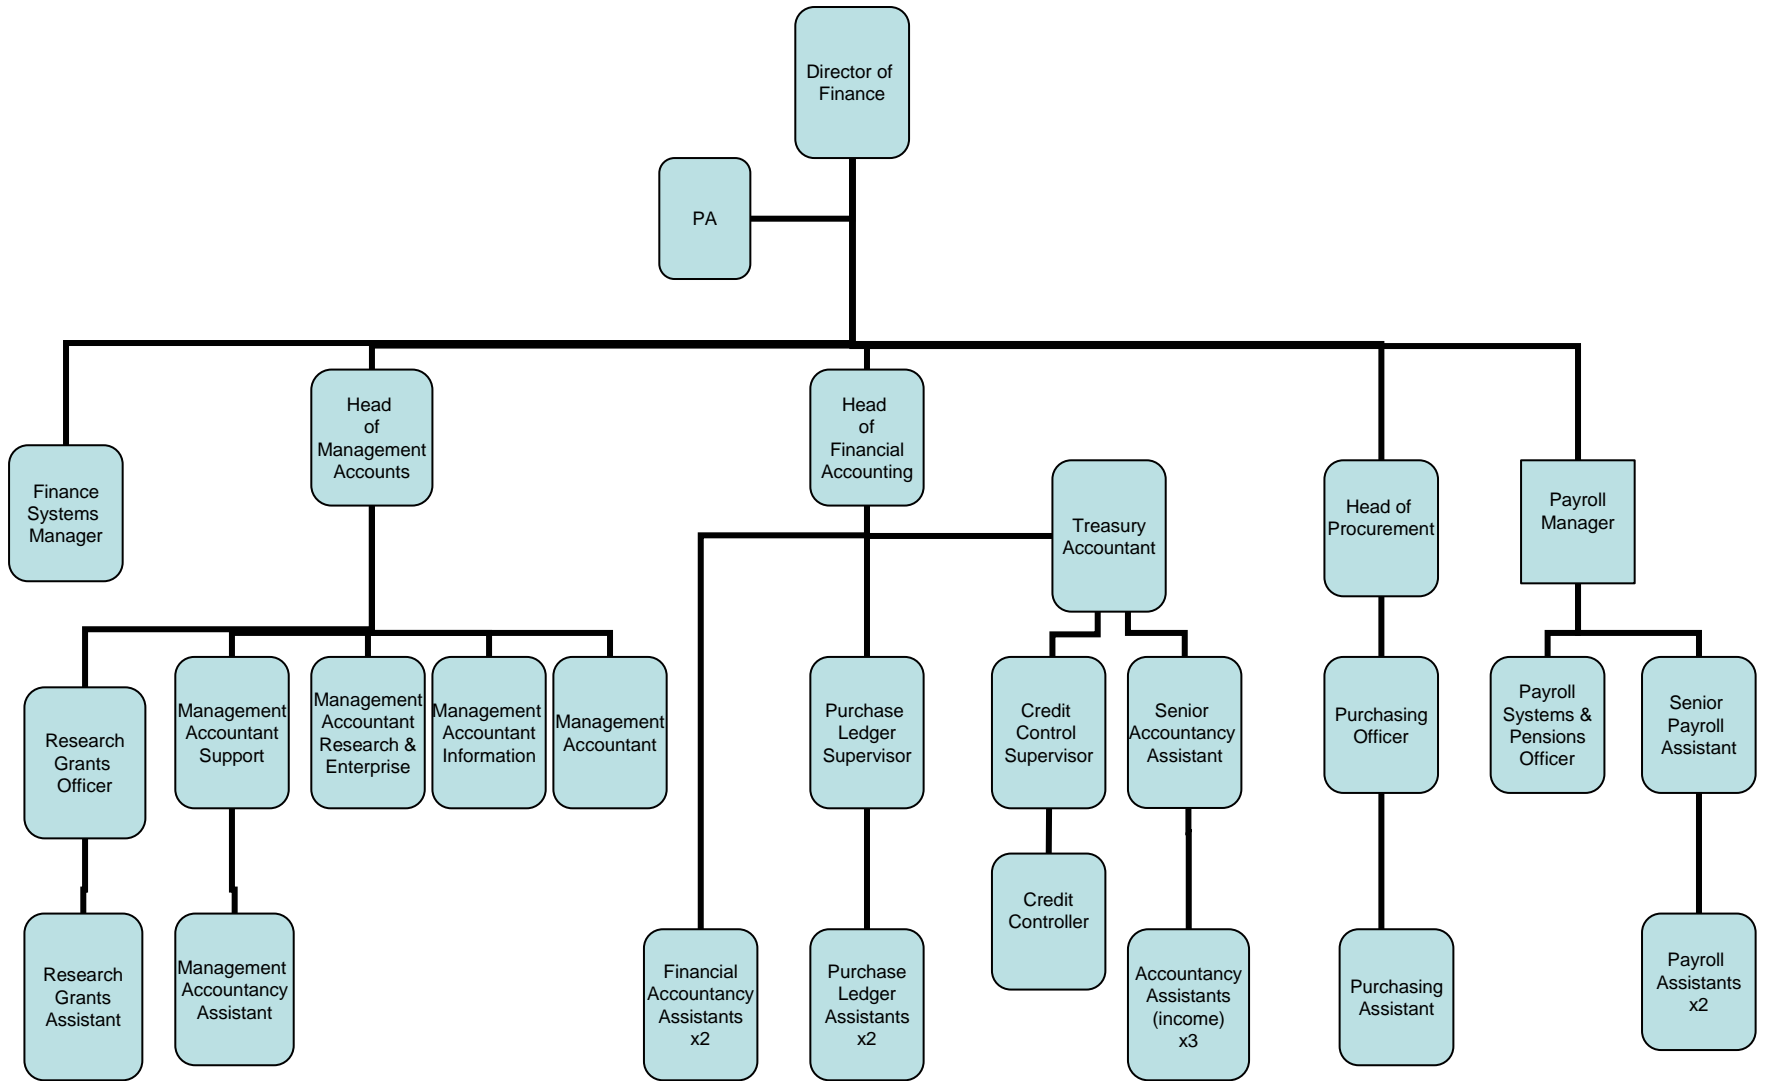 Director of
Finance
PA
Head
of
Management
Accounts
Head
of
Financial
Accounting
Finance
Systems
Manager
Treasury
Accountant
Head of
Procurement
Payroll
Manager
Research
Grants
Officer
Management
Accountant
Support
Management
Accountant
Research &
Enterprise
Management
Accountant
Information
Management
Accountant
Purchase
Ledger
Supervisor
Credit
Control
Supervisor
Senior
Accountancy
Assistant
Purchasing
Officer
Payroll
Systems &
Pensions
Officer
Senior
Payroll
Assistant
Research
Grants
Assistant
Management
Accountancy
Assistant
Financial
Accountancy
Assistants
x2
Purchase
Ledger
Assistants
x2
Credit
Controller
Accountancy
Assistants
(income)
x3
Purchasing
Assistant
Payroll
Assistants
x2